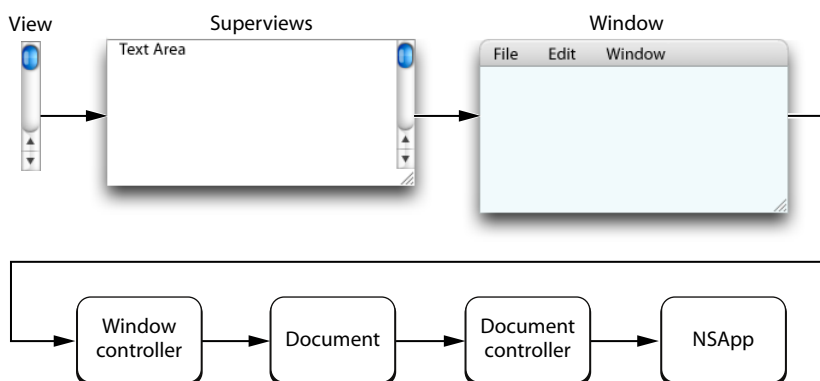 View
Superviews
Window
Text Area
File Edit Window
Window
controller
Document
Document
controller
NSApp